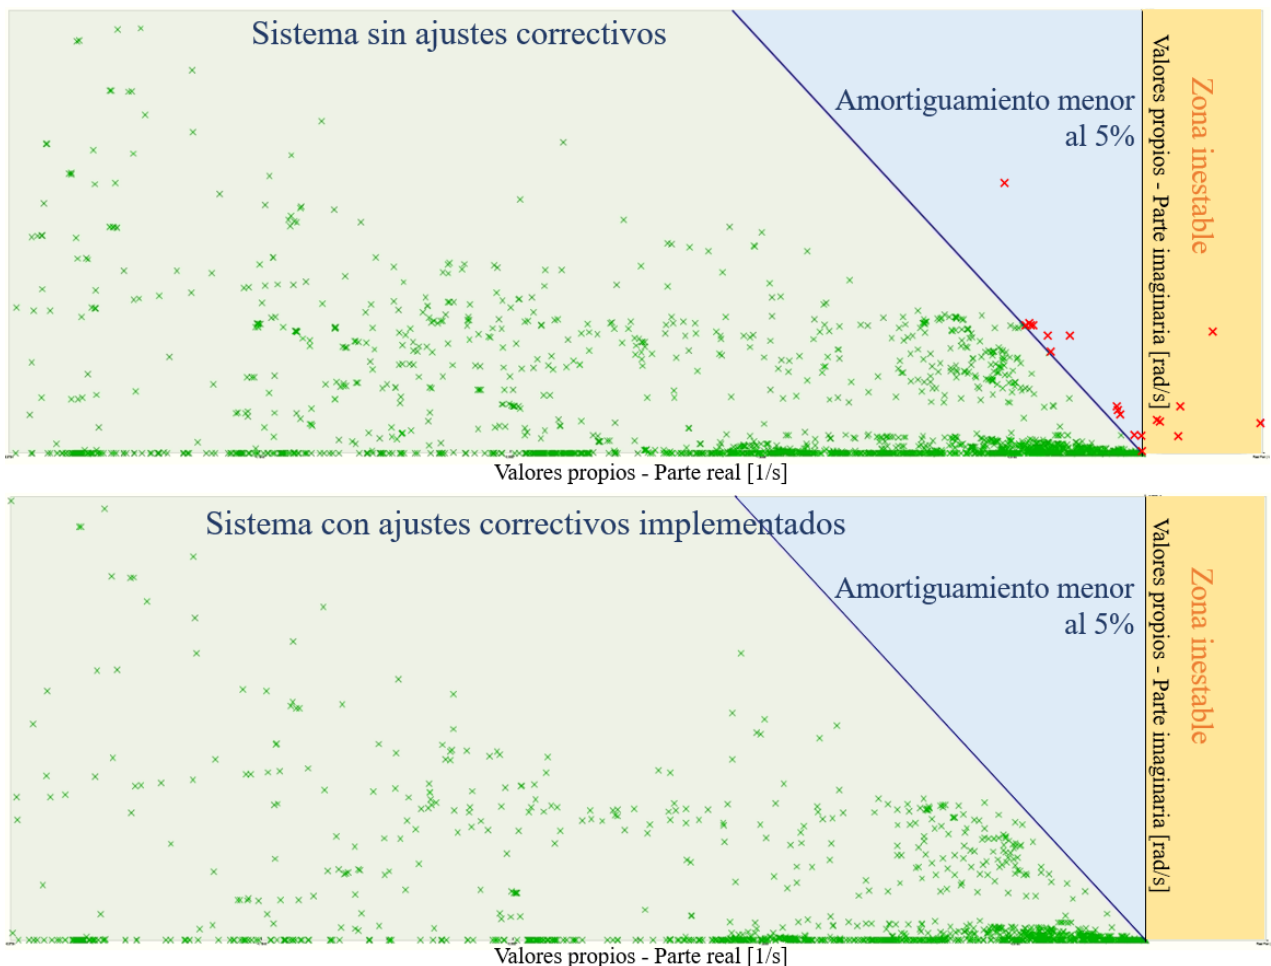 Sistema sin ajustes correctivos
Amortiguamiento menor
al 5%
Valores propios - Parte imaginaria [rad/s]
Zona inestable
Valores propios - Parte real [1/s]
Sistema con ajustes correctivos implementados
Amortiguamiento menor
al 5%
Valores propios - Parte imaginaria [rad/s]
Zona inestable
Valores propios - Parte real [1/s]